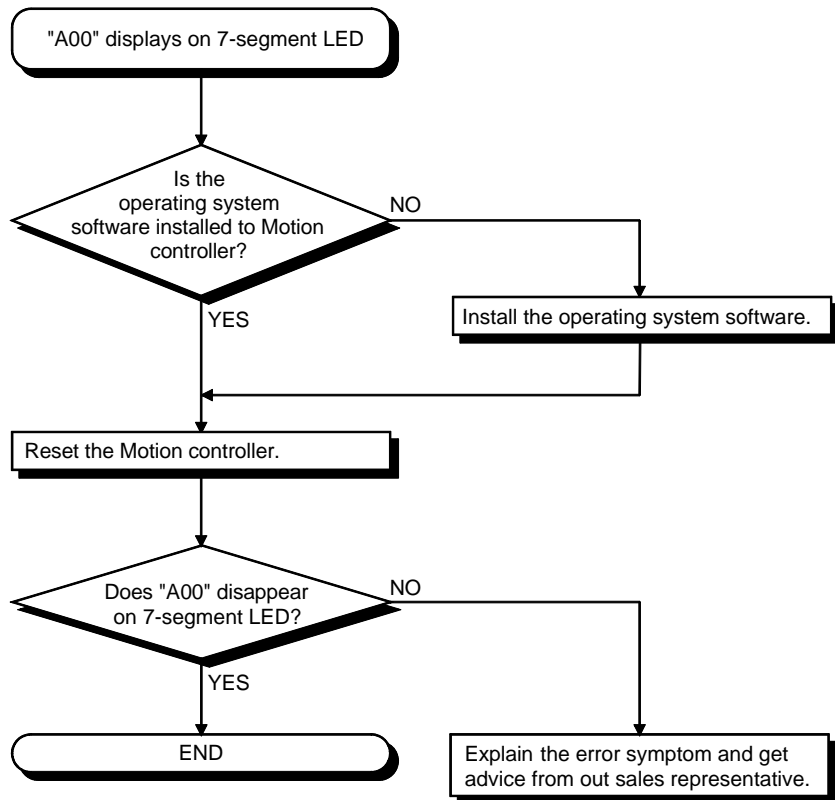 "A00" displays on 7-segment LED
Is the
operating system
software installed to Motion
controller?
NO
YES
Install the operating system software.
Reset the Motion controller.
Does "A00" disappear
on 7-segment LED?
NO
YES
END
Explain the error symptom and get
advice from out sales representative.